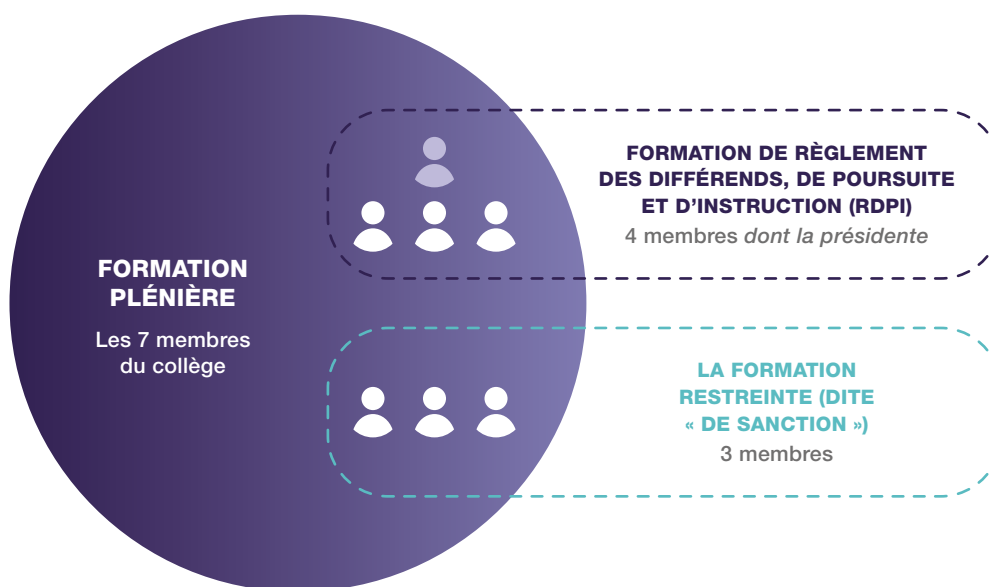 FORMATION
PLÉNIÈRE
Les 7 membres
du collège
FORMATION DE RÈGLEMENT
DES DIFFÉRENDS, DE POURSUITE
ET D’INSTRUCTION (RDPI)
4 membres dont la présidente
LA FORMATION
RESTREINTE (DITE
« DE SANCTION »)
3 membres